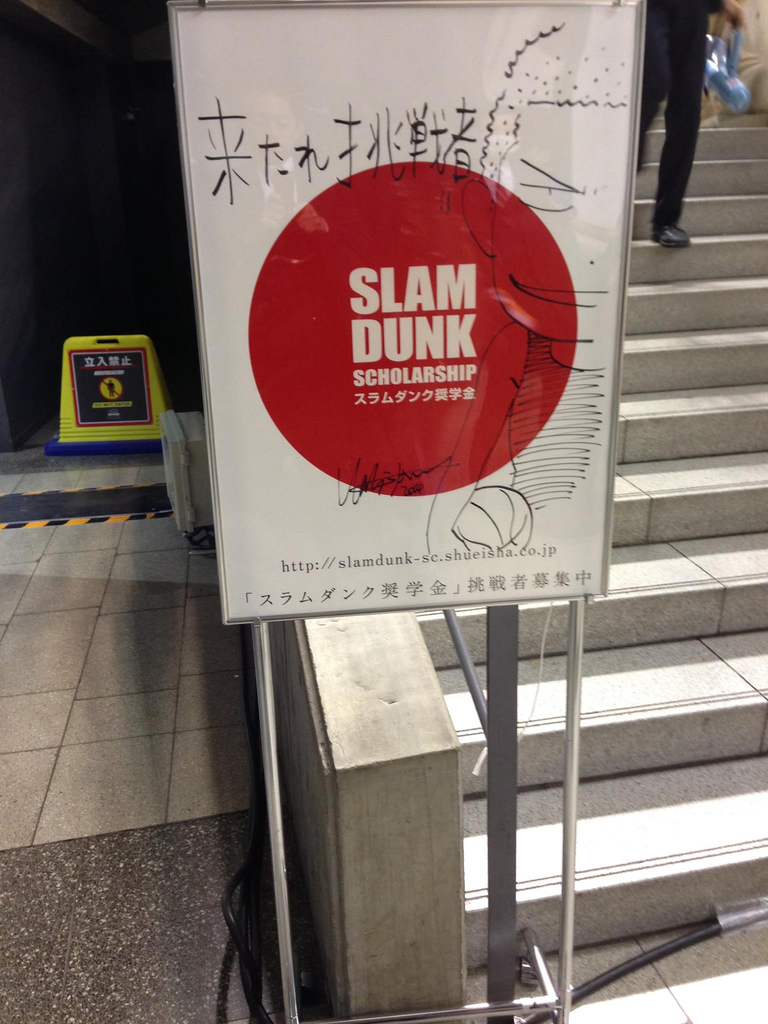 来たれ挑戦者
SLAM
DUNK
SCHOLARSHIP
スラムダンク奨学金
http://slamdunk-sc.shueisha.co.jp
「スラムダンク奨学金」挑戦者募集中
立入禁止